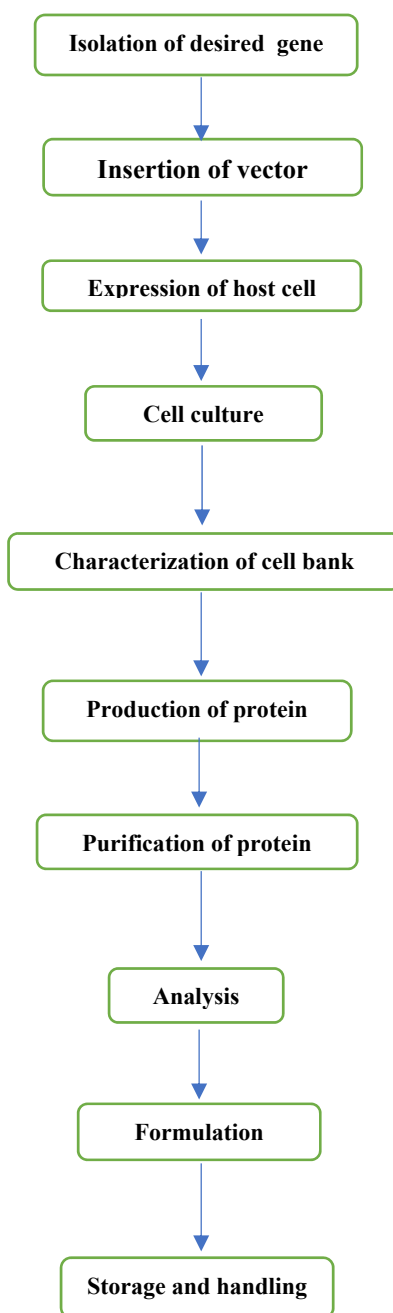 Isolation of desired gene
Insertion of vector
Expression of host cell
Cell culture
Characterization of cell bank
Production of protein
Purification of protein
Analysis
Formulation
Storage and handling